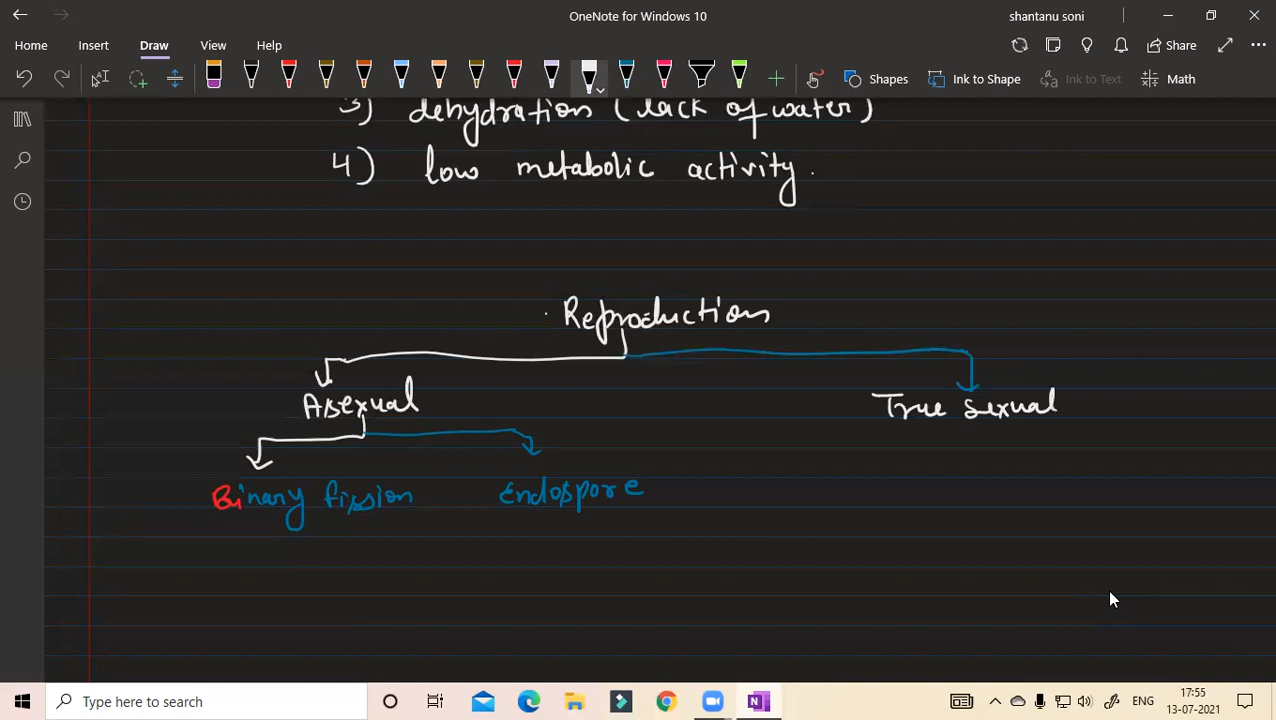 OneNote for Windows 10
shantanu soni
Home Insert Draw View Help
Share
Shapes Ink to Shape Ink to Text Math
3) dehydration (lack of water)
4) low metabolic activity.
Reproduction
Asexual True sexual
Binary fission Endospore
Type here to search
ENG
17:55
13-07-2021